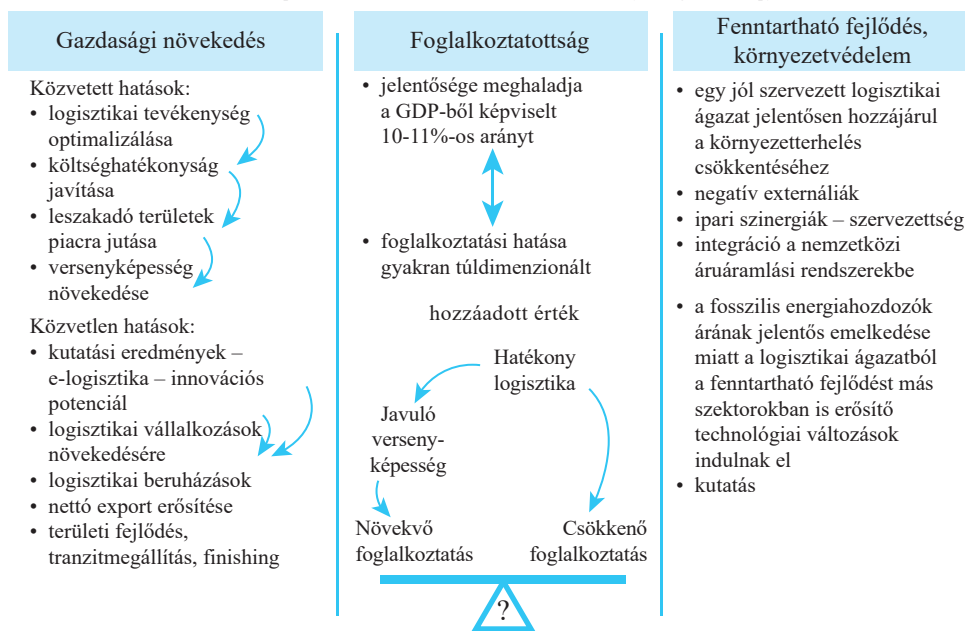 Gazdasági növekedés
Közvetett hatások:
• logisztikai tevékenység
optimalizálása
• költséghatékonyság
javítása
• leszakadó területek
piacra jutása
• versenyképesség
növekedése
Közvetlen hatások:
• kutatási eredmények –
e-logisztika – innovációs
potenciál
• logisztikai vállalkozások
növekedésére
• logisztikai beruházások
• nettó export erősítése
• területi fejlődés,
tranzitmegállítás, finishing
Foglalkoztatottság
• jelentősége meghaladja
a GDP-ből képviselt
10-11%-os arányt
• foglalkoztatási hatása
gyakran túldimenzionált
hozzáadott érték
Hatékony
logisztika
Javuló
verseny-
képesség
Növekvő
foglalkoztatás
Csökkenő
foglalkoztatás
?
Fenntartható fejlődés,
környezetvédelem
• egy jól szervezett logisztikai
ágazat jelentősen hozzájárul
a környezetterhelés
csökkentéséhez
• negatív externáliák
• ipari szinergiák – szervezettség
• integráció a nemzetközi
áruáramlási rendszerekbe
• a fosszilis energiahozdozók
árának jelentős emelkedése
miatt a logisztikai ágazatból
a fenntartható fejlődést más
szektorokban is erősítő
technológiai változások
indulnak el
• kutatás